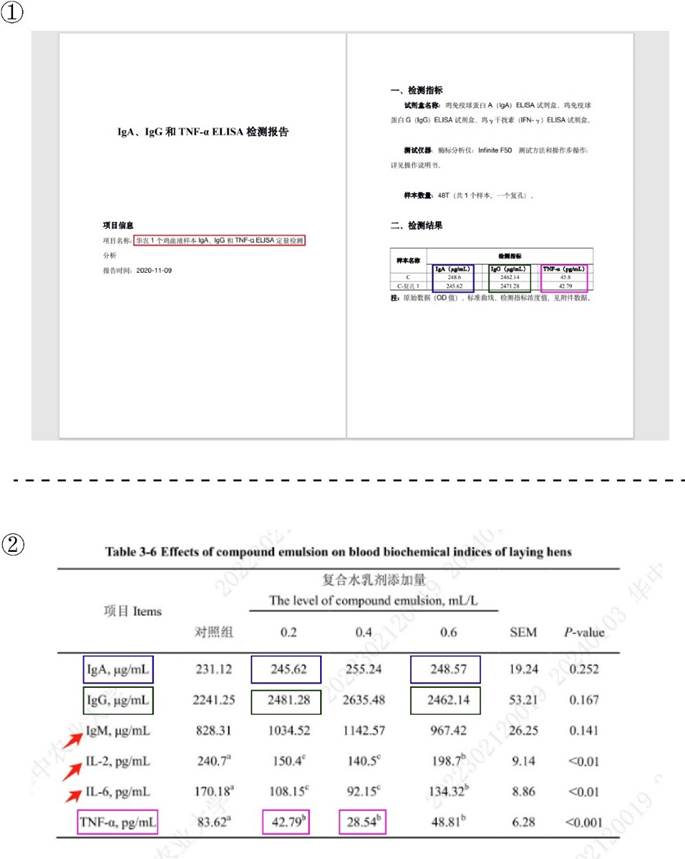 ①
IgA、IgG 和 TNF-α ELISA 检测报告
项目信息
项目名称：华农 1 个鸡血液样本 IgA、IgG 和 TNF-α ELISA 定量检测
分析
报告时间：2020-11-09
一、检测指标
试剂盒名称：鸡免疫球蛋白 A（IgA）ELISA 试剂盒、鸡免疫球
蛋白 G（IgG）ELISA 试剂盒、鸡 γ 干扰素（IFN-γ）ELISA 试剂盒。
测试仪器：酶标分析仪：Infinite F50 测试方法和操作步操作：
详见操作说明书。
样本数量：48T（共 1 个样本，一个复孔）。
二、检测结果
样本名称 检测指标
IgA（μg/mL） IgG（μg/mL） TNF-α（pg/mL）
C 248.6 2462.14 45.8
C-复孔 1 245.62 2471.28 42.79
注：原始数据（OD 值）、标准曲线、检测指标浓度值，见附件数据。
②
Table 3-6 Effects of compound emulsion on blood biochemical indices of laying hens
项目 Items 复合水乳剂添加量
The level of compound emulsion, mL/L
对照组 0.2 0.4 0.6 SEM P-value
IgA, μg/mL 231.12 245.62 255.24 248.57 19.24 0.252
IgG, μg/mL 2241.25 2481.28 2635.48 2462.14 53.21 0.167
IgM, μg/mL 828.31 1034.52 1142.57 967.42 26.25 0.141
IL-2, pg/mL 240.7ᵃ 150.4ᶜ 140.5ᶜ 198.7ᵇ 9.14 <0.01
IL-6, pg/mL 170.18ᵃ 108.15ᶜ 92.15ᶜ 134.32ᵇ 8.86 <0.01
TNF-α, pg/mL 83.62ᵃ 42.79ᵇ 28.54ᵇ 48.81ᵇ 6.28 <0.001